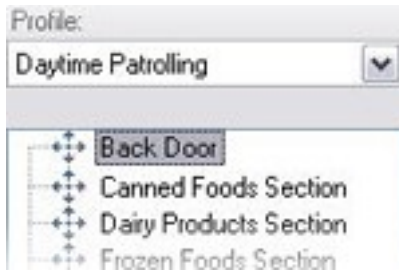 Profile:
Daytime Patrolling
Back Door
Canned Foods Section
Dairy Products Section
Frozen Foods Section